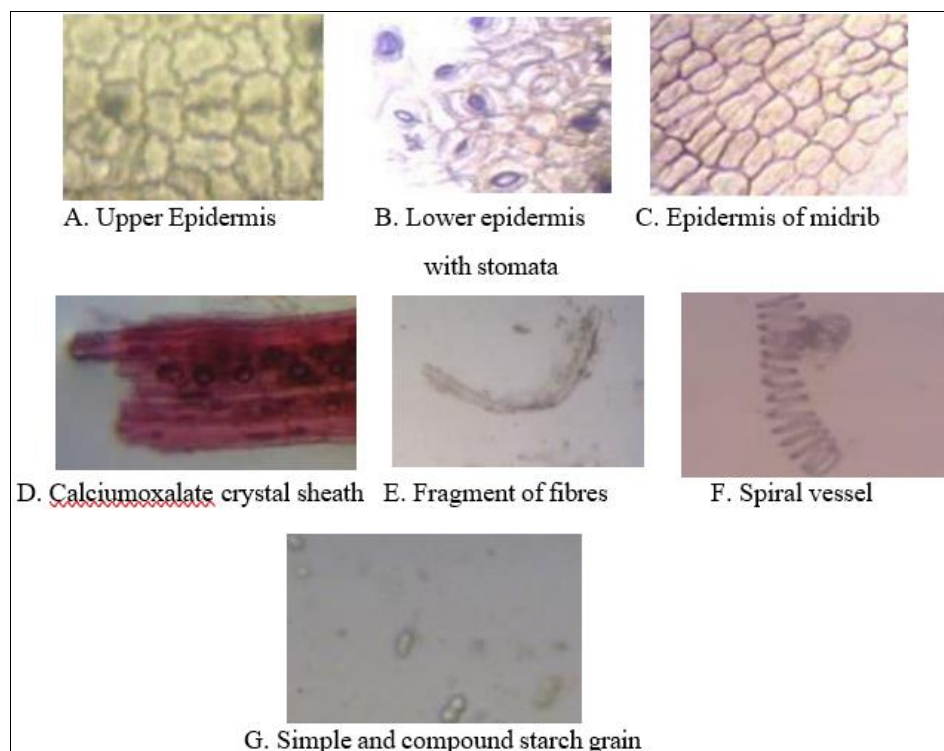 A. Upper Epidermis
B. Lower epidermis
with stomata
C. Epidermis of midrib
D. Calciumoxalate crystal sheath
E. Fragment of fibres
F. Spiral vessel
G. Simple and compound starch grain